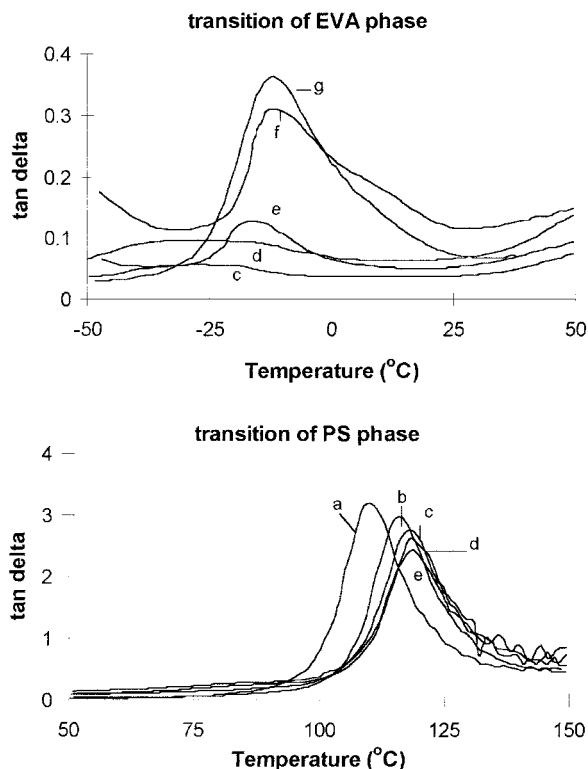 transition of EVA phase
0.4
0.3
0.2
0.1
0
tan delta
g
f
e
d
c
-50
-25
0
25
50
Temperature (°C)
transition of PS phase
4
3
2
1
0
tan delta
a
b
c
d
e
50
75
100
125
150
Temperature (°C)